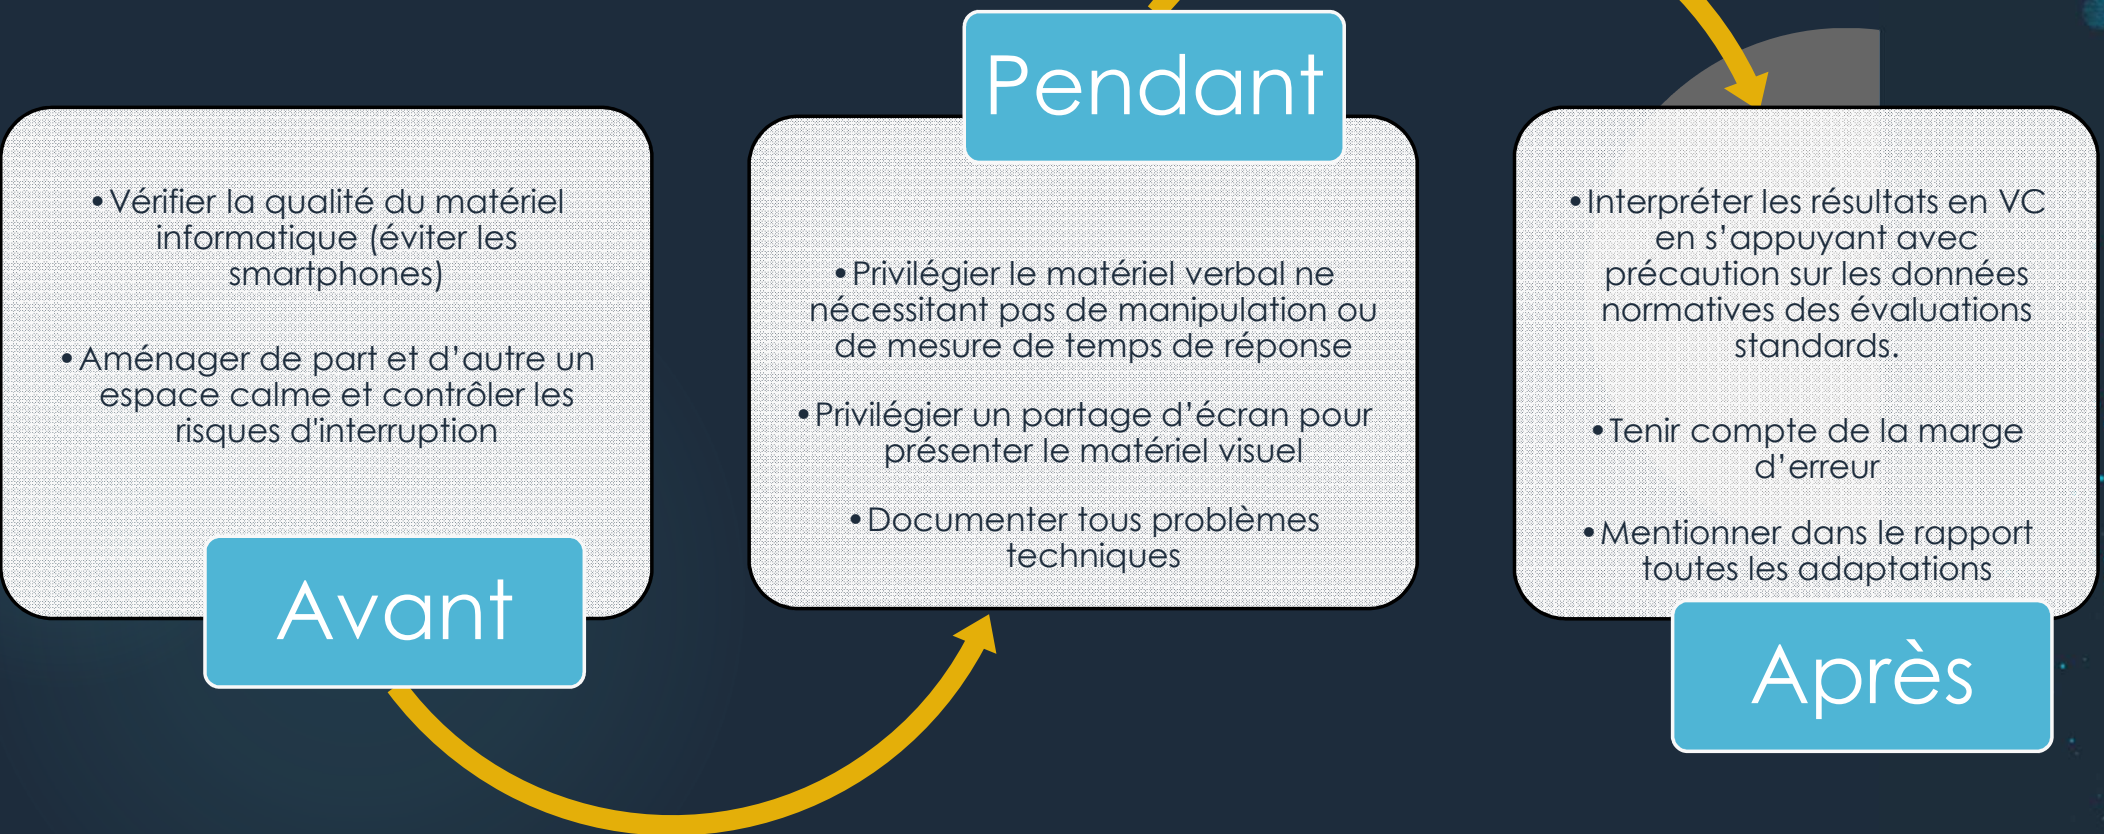 •Vérifier la qualité du matériel
informatique (éviter les
smartphones)
•Aménager de part et d’autre un
espace calme et contrôler les
risques d'interruption
Avant
Pendant
•Privilégier le matériel verbal ne
nécessitant pas de manipulation ou
de mesure de temps de réponse
•Privilégier un partage d’écran pour
présenter le matériel visuel
•Documenter tous problèmes
techniques
•Interpréter les résultats en VC
en s’appuyant avec
précaution sur les données
normatives des évaluations
standards.
•Tenir compte de la marge
d’erreur
•Mentionner dans le rapport
toutes les adaptations
Après